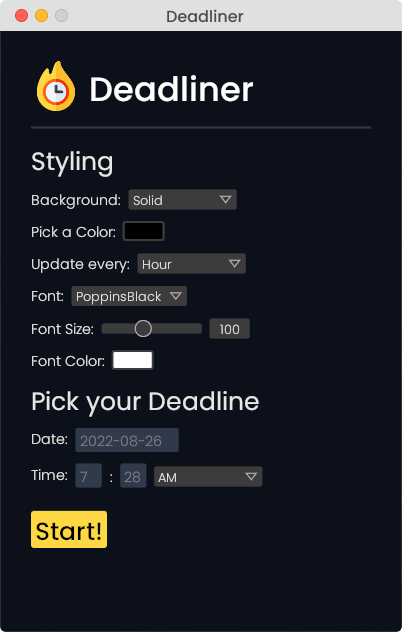 Deadliner
Deadliner
Styling
Background: Solid
Pick a Color:
Update every: Hour
Font: PoppinsBlack
Font Size: 100
Font Color:
Pick your Deadline
Date: 2022-08-26
Time: 7 : 28 AM
Start!